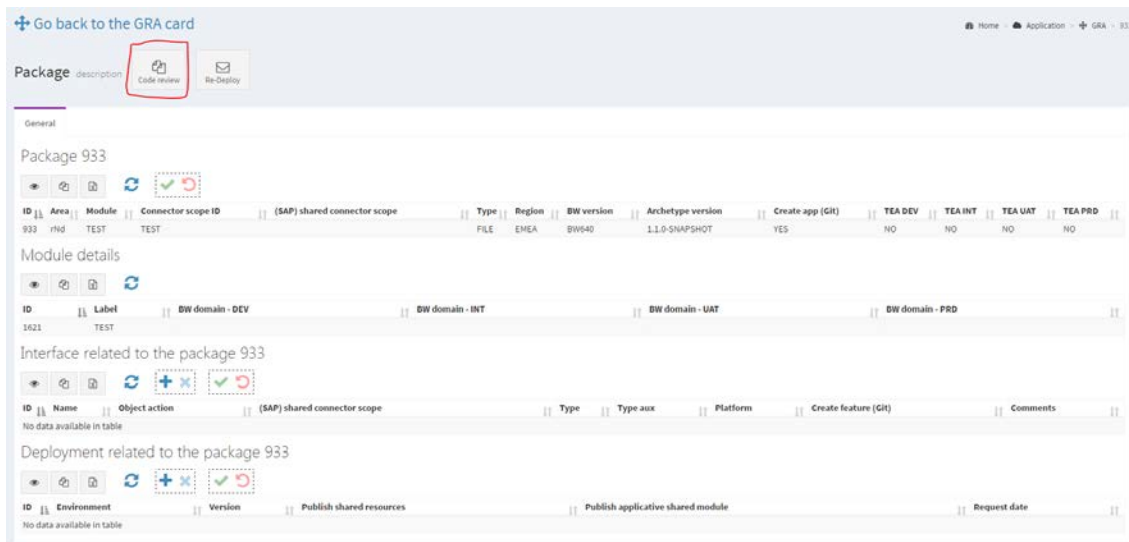 Go back to the GRA card
Home - Application - GRA - 93
Package description Code review Re-Deploy
General
Package 933
ID Area Module Connector scope ID (SAP) shared connector scope Type Region BW version Archetype version Create app (Git) TEA DEV TEA INT TEA UAT TEA PRD
933 rNd TEST TEST FILE EMEA BW640 1.1.0-SNAPSHOT YES NO NO NO NO
Module details
ID Label BW domain - DEV BW domain - INT BW domain - UAT BW domain - PRD
1621 TEST
Interface related to the package 933
ID Name Object action (SAP) shared connector scope Type Type aux Platform Create feature (Git) Comments
No data available in table
Deployment related to the package 933
ID Environment Version Publish shared resources Publish applicative shared module Request date
No data available in table